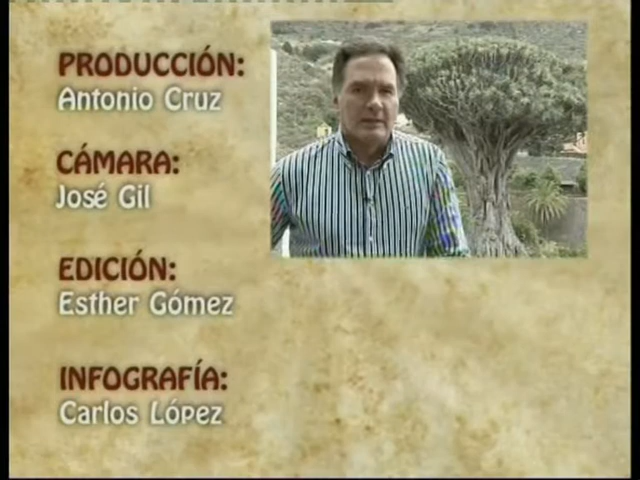 PRODUCCIÓN:
Antonio Cruz
CÁMARA:
José Gil
EDICIÓN:
Esther Gómez
INFOGRAFÍA:
Carlos López